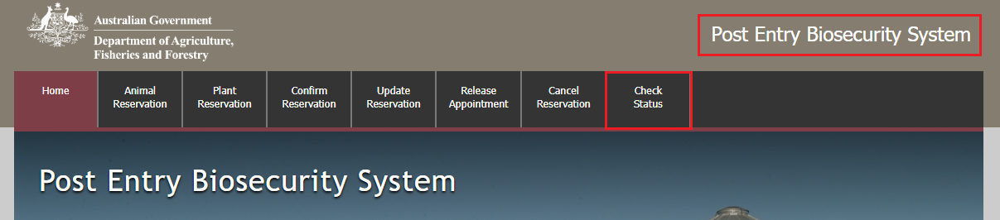 Australian Government
Department of Agriculture,
Fisheries and Forestry
Post Entry Biosecurity System
Home
Animal
Reservation
Plant
Reservation
Confirm
Reservation
Update
Reservation
Release
Appointment
Cancel
Reservation
Check
Status
Post Entry Biosecurity System